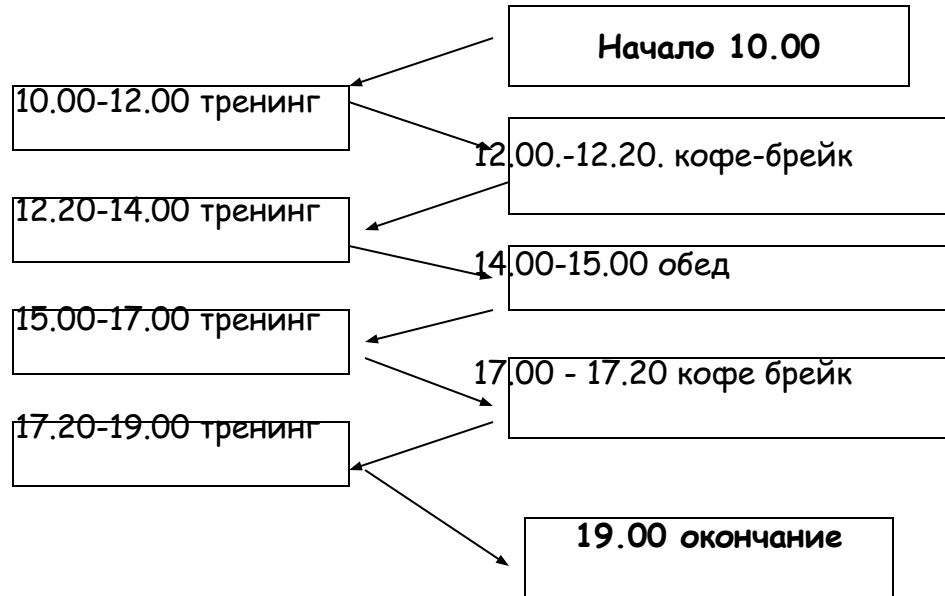 Начало 10.00
10.00-12.00 тренинг
12.00.-12.20. кофе-брейк
12.20-14.00 тренинг
14.00-15.00 обед
15.00-17.00 тренинг
17.00 - 17.20 кофе брейк
17.20-19.00 тренинг
19.00 окончание